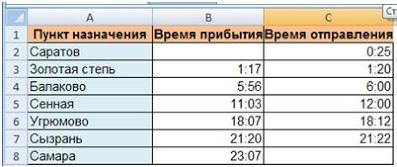 Ст
A B C
1 Пункт назначения Время прибытия Время отправления
2 Саратов 0:25
3 Золотая степь 1:17 1:20
4 Балаково 5:56 6:00
5 Сенная 11:03 12:00
6 Угрюмово 18:07 18:12
7 Сызрань 21:20 21:22
8 Самара 23:07